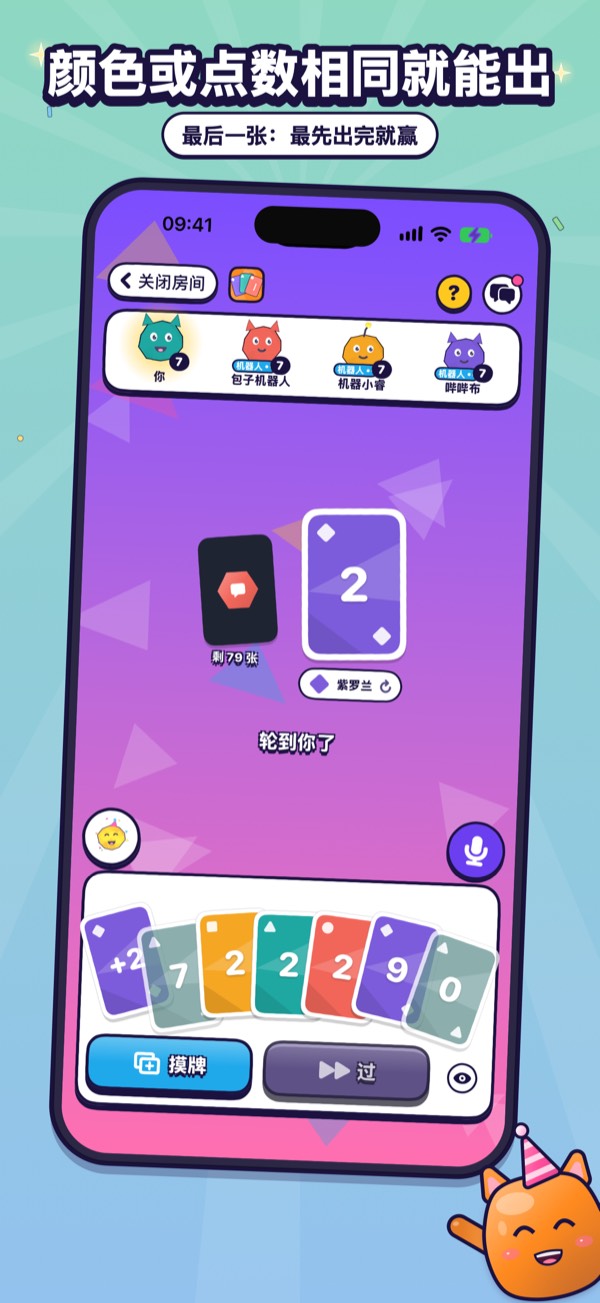 颜色或点数相同就能出
最后一张：最先出完就赢
09:41
关闭房间
?
7
机器人
7
机器人
7
机器人
7
你
包子机器人
机器小睿
哔哔布
2
剩 79 张
紫罗兰
轮到你了
+2
7
2
2
2
9
0
摸牌
过